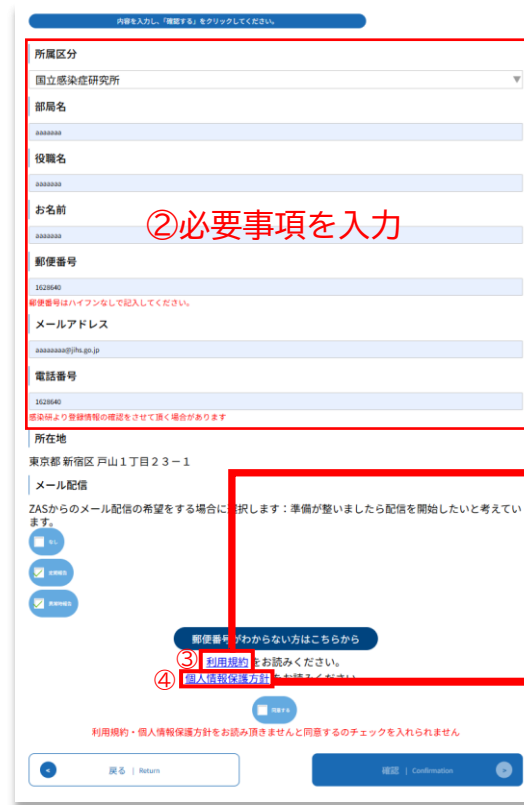 内容を入力し、「確認する」をクリックしてください。
所属区分
国立感染症研究所
部局名
aaaaaaa
役職名
aaaaaaa
お名前
aaaaaaa
②必要事項を入力
郵便番号
1628640
郵便番号はハイフンなしで記入してください。
メールアドレス
aaaaaaaa@jihs.go.jp
電話番号
1628640
感染研より登録情報の確認をさせて頂く場合があります
所在地
東京都 新宿区 戸山１丁目２３－１
メール配信
ZASからのメール配信の希望をする場合に選択します：準備が整いましたら配信を開始したいと考えてい
ます。
なし
定期報告
郵便番号がわからない方はこちらから
③ 利用規約 をお読みください。
④ 個人情報保護方針 をお読みください
同意する
利用規約・個人情報保護方針をお読み頂きませんと同意するのチェックを入れられません
< 戻る | Return
確認 | Confirmation >